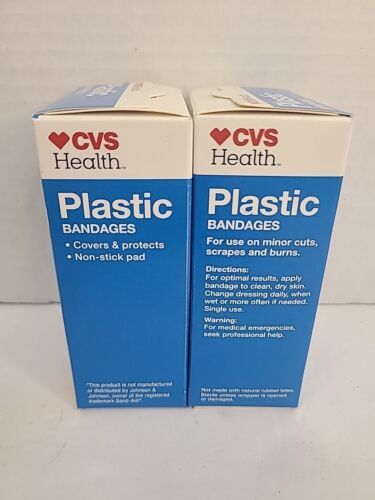 CVS
Health™
Plastic
BANDAGES
• Covers & protects
• Non-stick pad
*This product is not manufactured
or distributed by Johnson &
Johnson, owner of the registered
trademark Band-Aid®.
CVS
Health™
Plastic
BANDAGES
For use on minor cuts,
scrapes and burns.
Directions:
For optimal results, apply
bandage to clean, dry skin.
Change dressing daily, when
wet or more often if needed.
Single use.
Warning:
For medical emergencies,
seek professional help.
Not made with natural rubber latex.
Sterile unless wrapper is opened
or damaged.